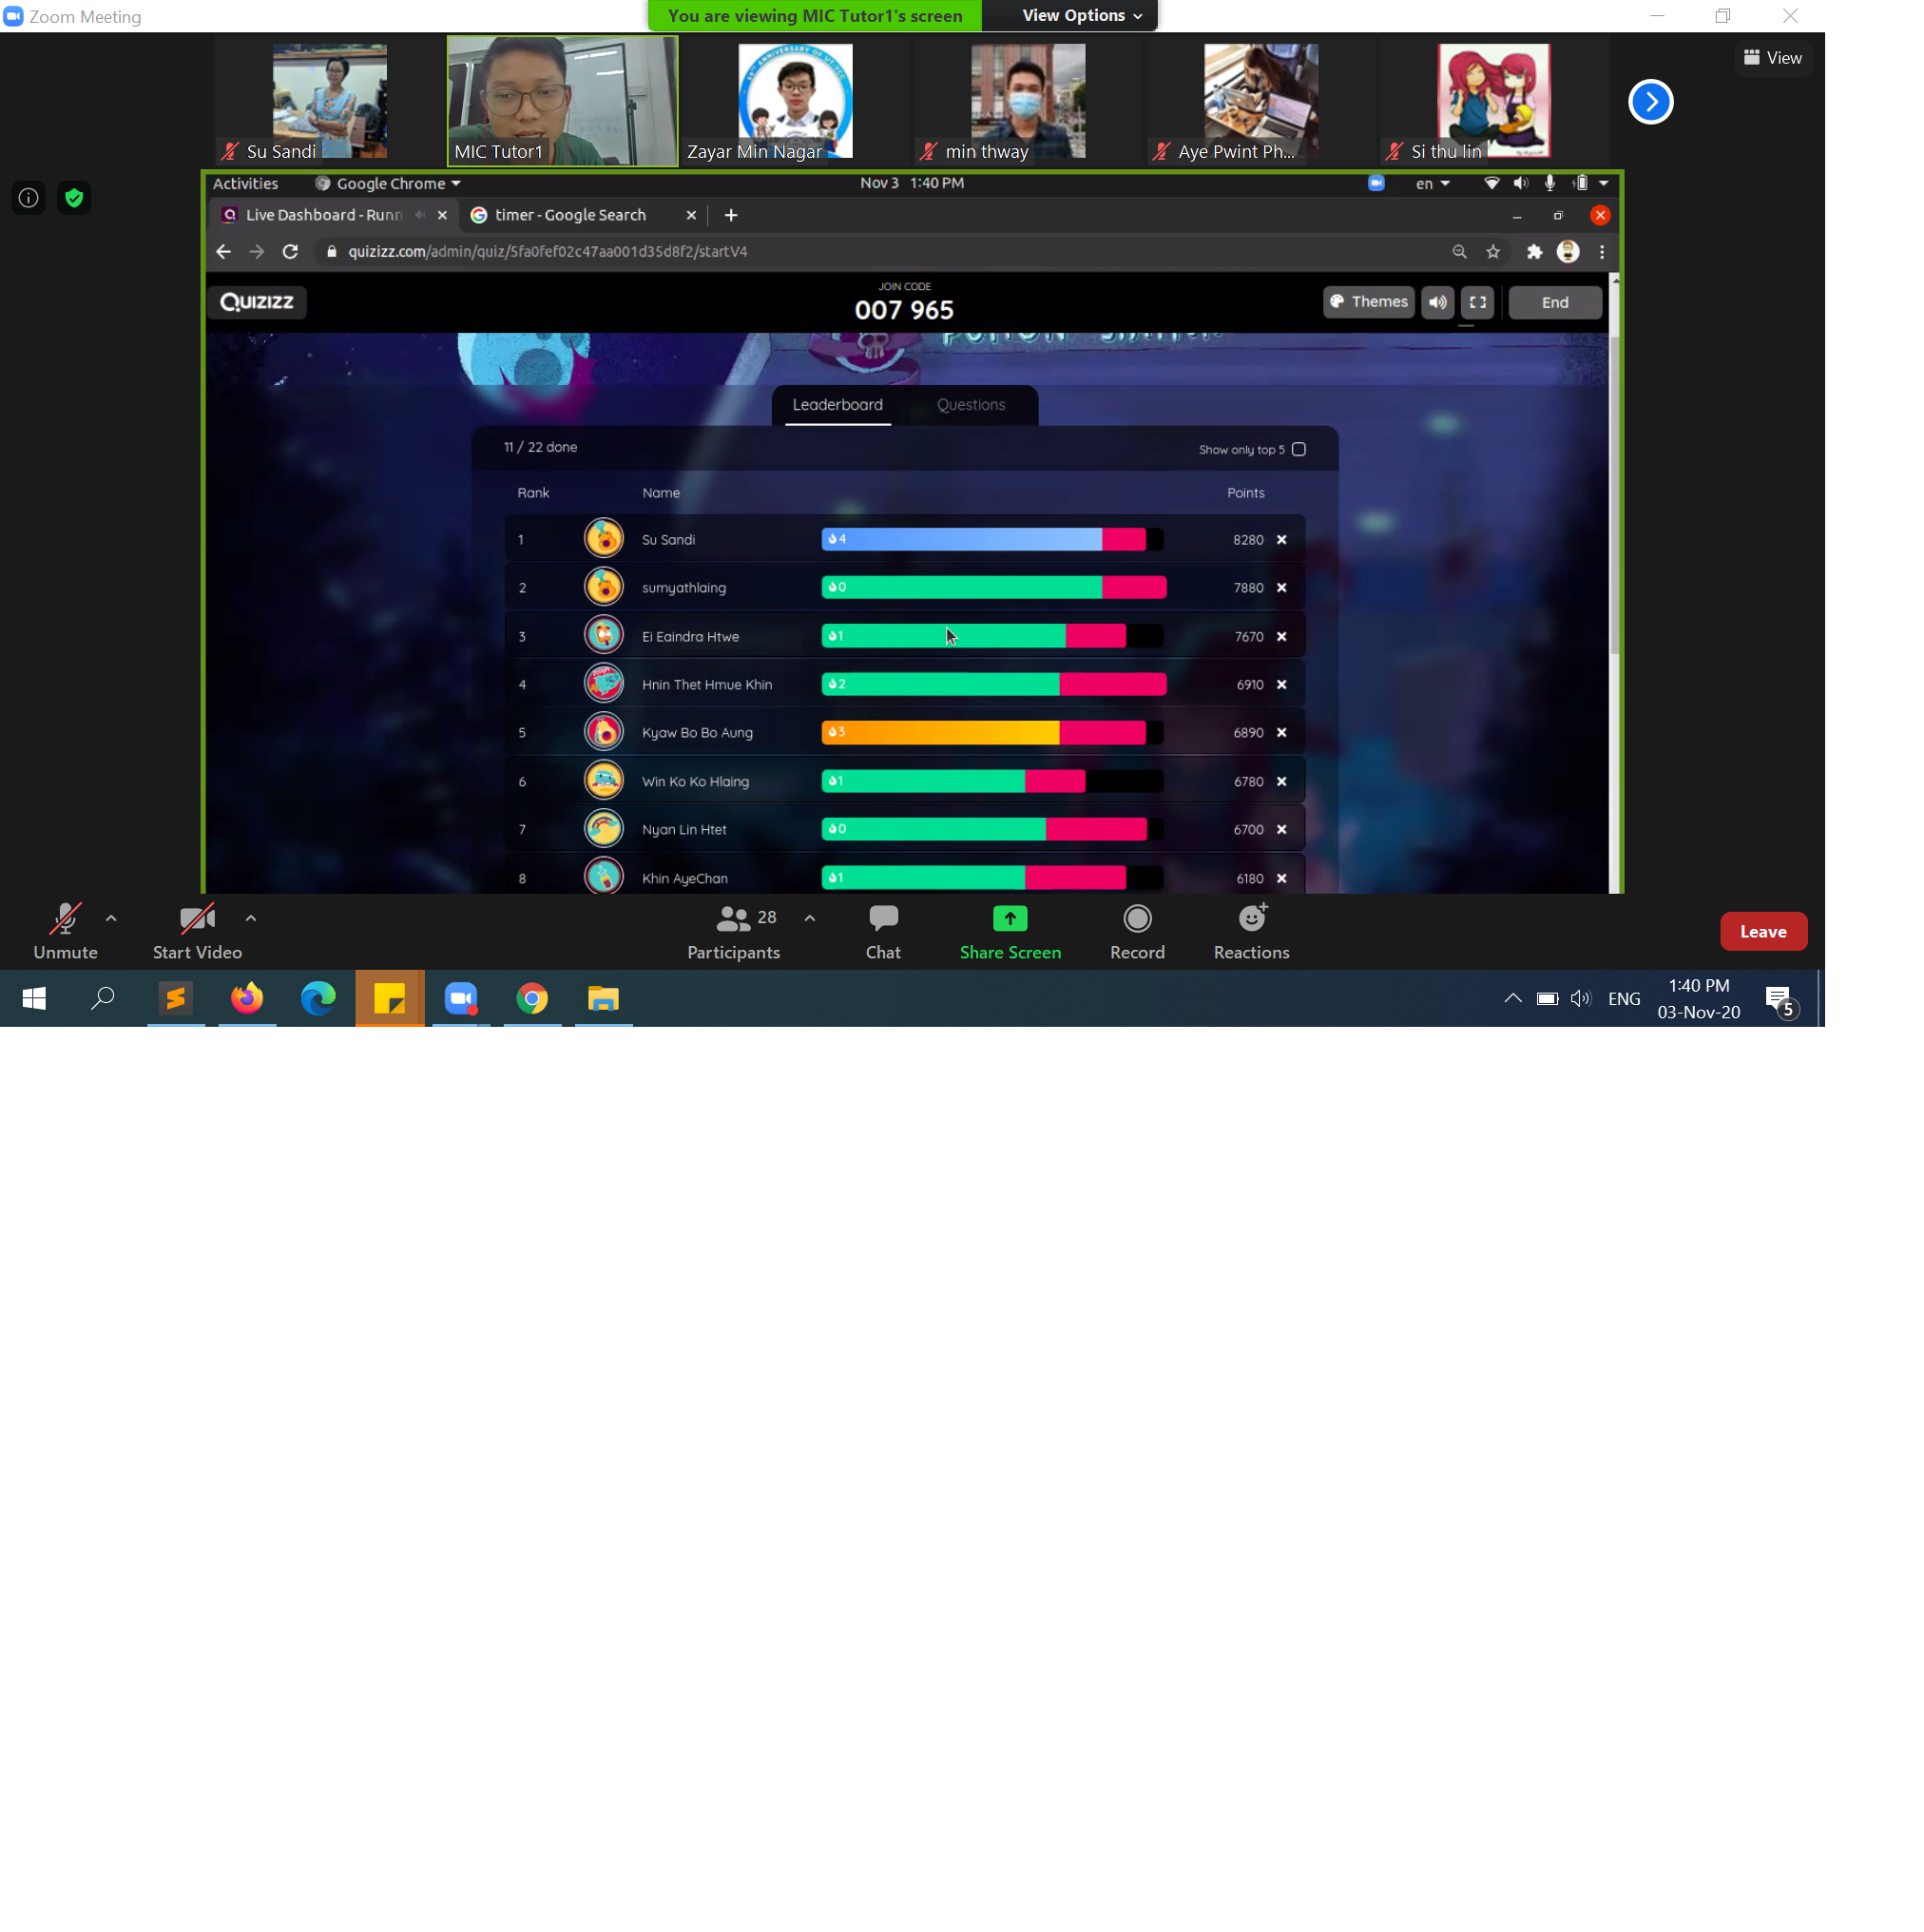 Zoom Meeting
You are viewing MIC Tutor1's screen
View Options
View
Su Sandi
MIC Tutor1
Zayar Min Nagar
min thway
Aye Pwint Ph...
Si thu lin
Activities
Google Chrome
Nov 3 1:40 PM
en
Live Dashboard - Runn
timer - Google Search
quizizz.com/admin/quiz/5fa0fef02c47aa001d35d8f2/startV4
Quizizz
JOIN CODE
007 965
Themes
End
Leaderboard
Questions
11 / 22 done
Show only top 5
Rank Name Points
1 Su Sandi 4 8280
2 sumyathlaing 0 7880
3 Ei Eaindra Htwe 1 7670
4 Hnin Thet Hmue Khin 2 6910
5 Kyaw Bo Bo Aung 3 6890
6 Win Ko Ko Hlaing 1 6780
7 Nyan Lin Htet 0 6700
8 Khin AyeChan 1 6180
Unmute
Start Video
28
Participants
Chat
Share Screen
Record
Reactions
Leave
ENG
1:40 PM
03-Nov-20
5